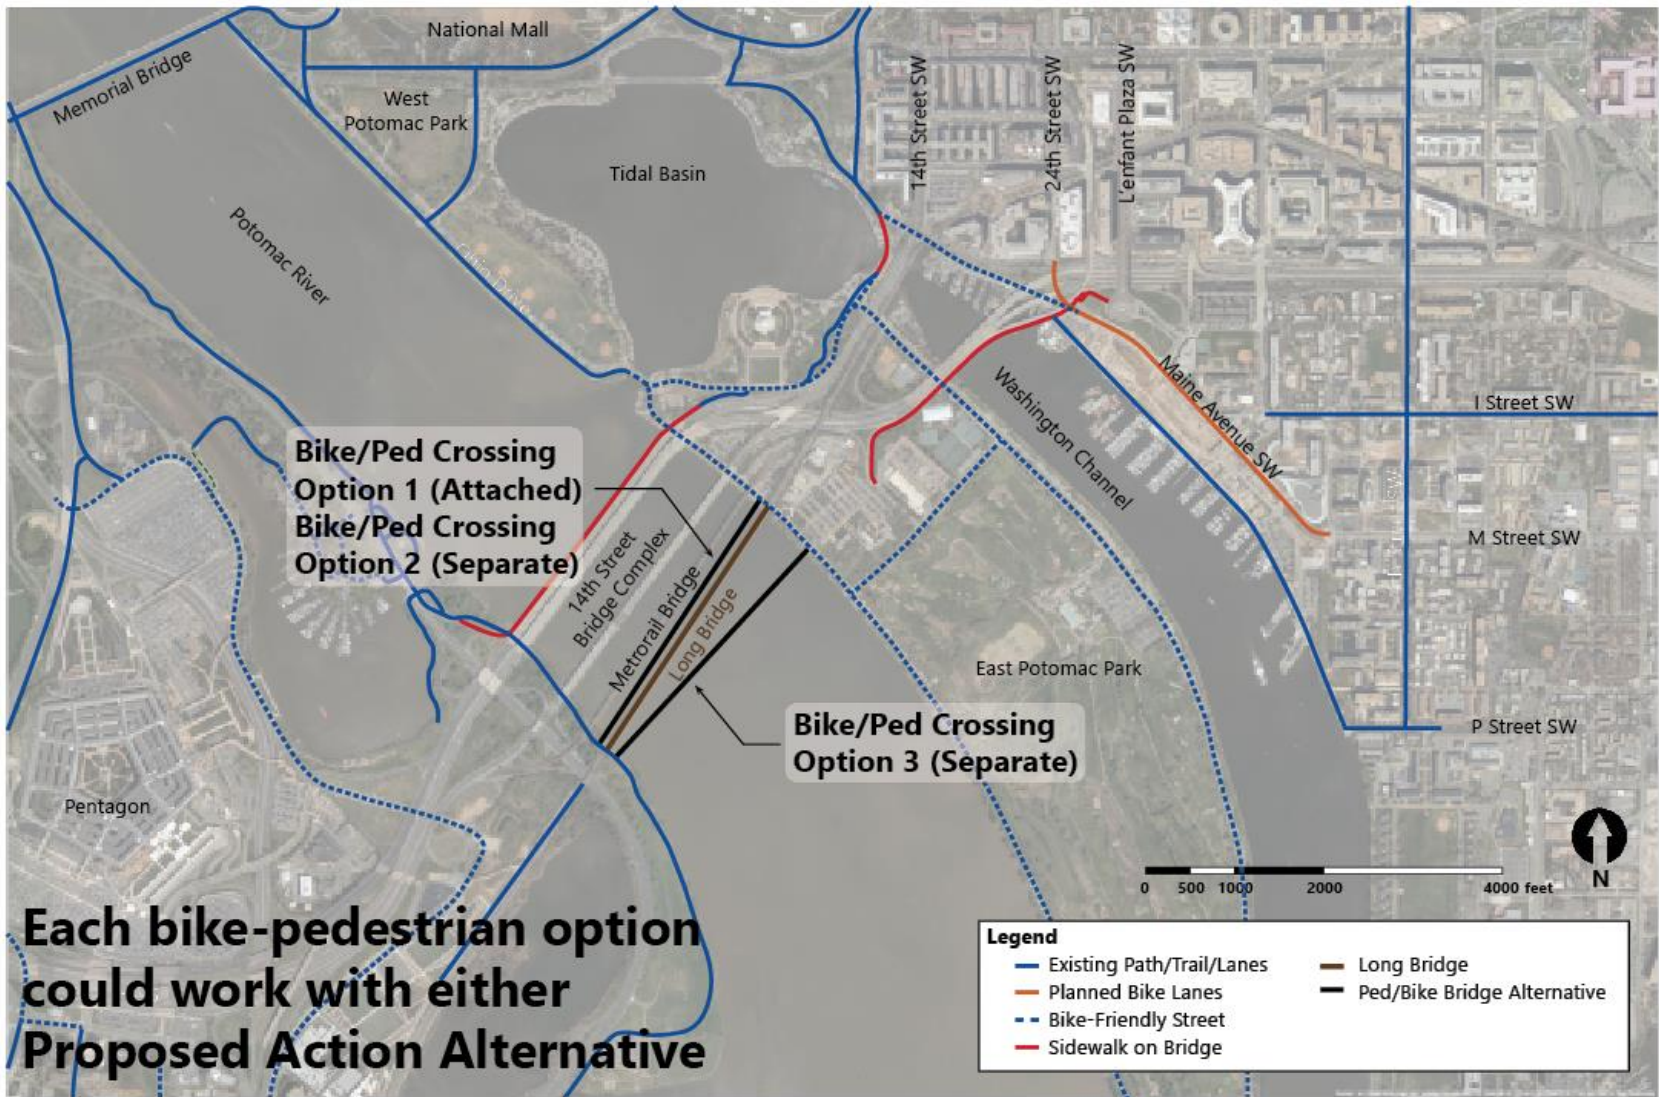 National Mall
Memorial Bridge
West
Potomac Park
Tidal Basin
14th Street SW
24th Street SW
L'enfant Plaza SW
Potomac River
Ohio Drive
Washington Channel
Maine Avenue SW
I Street SW
Bike/Ped Crossing
Option 1 (Attached)
Bike/Ped Crossing
Option 2 (Separate)
14th Street
Bridge Complex
Metrorail Bridge
Long Bridge
M Street SW
East Potomac Park
Bike/Ped Crossing
Option 3 (Separate)
P Street SW
Pentagon
0 500 1000 2000 4000 feet
N
Each bike-pedestrian option
could work with either
Proposed Action Alternative
Legend
Existing Path/Trail/Lanes
Planned Bike Lanes
Bike-Friendly Street
Sidewalk on Bridge
Long Bridge
Ped/Bike Bridge Alternative